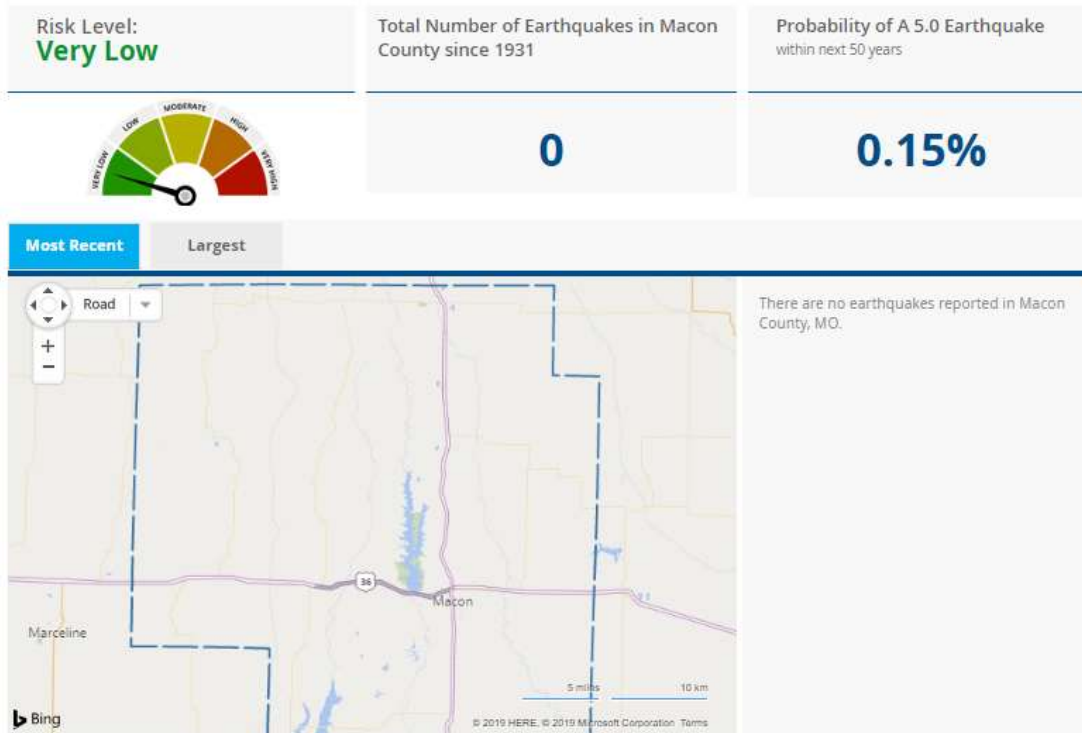 Risk Level:
Very Low
VERY LOW
LOW
MODERATE
HIGH
VERY HIGH
Total Number of Earthquakes in Macon
County since 1931
0
Probability of A 5.0 Earthquake
within next 50 years
0.15%
Most Recent
Largest
Road
+
−
36
Macon
Marceline
5 miles
10 km
Bing
© 2019 HERE, © 2019 Microsoft Corporation Terms
There are no earthquakes reported in Macon
County, MO.